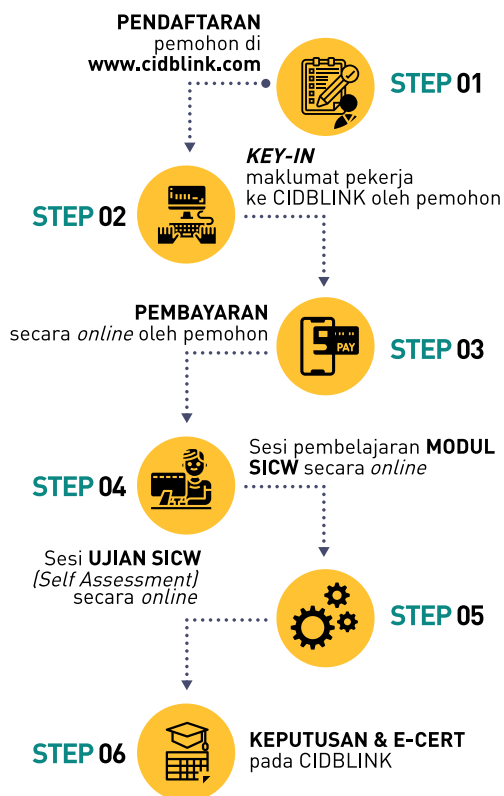 PENDAFTARAN
pemohon di
www.cidblink.com
STEP 01
KEY-IN
maklumat pekerja
ke CIDBLINK oleh pemohon
STEP 02
PEMBAYARAN
secara online oleh pemohon
PAY
STEP 03
Sesi pembelajaran MODUL
SICW secara online
STEP 04
Sesi UJIAN SICW
(Self Assessment)
secara online
STEP 05
STEP 06
KEPUTUSAN & E-CERT
pada CIDBLINK